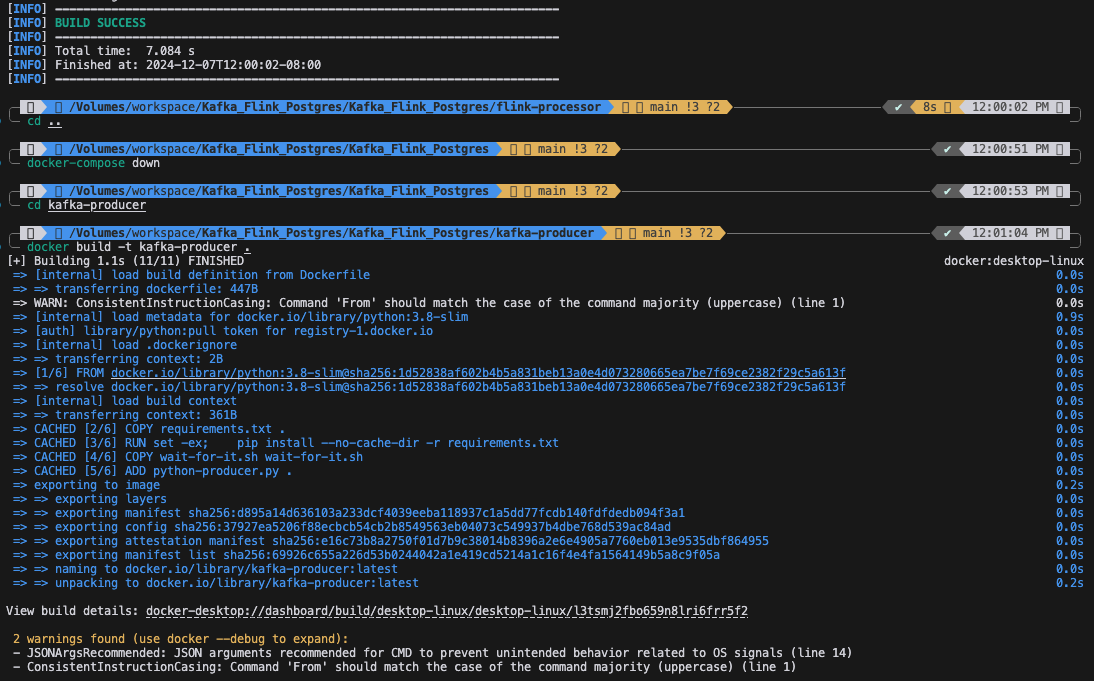 [INFO] ------------------------------------------------------------------------
[INFO] BUILD SUCCESS
[INFO] ------------------------------------------------------------------------
[INFO] Total time:  7.084 s
[INFO] Finished at: 2024-12-07T12:00:02-08:00
[INFO] ------------------------------------------------------------------------
/Volumes/workspace/Kafka_Flink_Postgres/Kafka_Flink_Postgres/flink-processor main !3 ?2 ✔ 8s 12:00:02 PM
cd ..
/Volumes/workspace/Kafka_Flink_Postgres/Kafka_Flink_Postgres main !3 ?2 ✔ 12:00:51 PM
docker-compose down
/Volumes/workspace/Kafka_Flink_Postgres/Kafka_Flink_Postgres main !3 ?2 ✔ 12:00:53 PM
cd kafka-producer
/Volumes/workspace/Kafka_Flink_Postgres/Kafka_Flink_Postgres/kafka-producer main !3 ?2 ✔ 12:01:04 PM
docker build -t kafka-producer .
[+] Building 1.1s (11/11) FINISHED docker:desktop-linux
=> [internal] load build definition from Dockerfile 0.0s
=> => transferring dockerfile: 447B 0.0s
=> WARN: ConsistentInstructionCasing: Command 'From' should match the case of the command majority (uppercase) (line 1) 0.0s
=> [internal] load metadata for docker.io/library/python:3.8-slim 0.9s
=> [auth] library/python:pull token for registry-1.docker.io 0.0s
=> [internal] load .dockerignore 0.0s
=> => transferring context: 2B 0.0s
=> [1/6] FROM docker.io/library/python:3.8-slim@sha256:1d52838af602b4b5a831beb13a0e4d073280665ea7be7f69ce2382f29c5a613f 0.0s
=> => resolve docker.io/library/python:3.8-slim@sha256:1d52838af602b4b5a831beb13a0e4d073280665ea7be7f69ce2382f29c5a613f 0.0s
=> [internal] load build context 0.0s
=> => transferring context: 361B 0.0s
=> CACHED [2/6] COPY requirements.txt . 0.0s
=> CACHED [3/6] RUN set -ex;    pip install --no-cache-dir -r requirements.txt 0.0s
=> CACHED [4/6] COPY wait-for-it.sh wait-for-it.sh 0.0s
=> CACHED [5/6] ADD python-producer.py . 0.0s
=> exporting to image 0.2s
=> => exporting layers 0.0s
=> => exporting manifest sha256:d895a14d636103a233dcf4039eeba118937c1a5dd77fcdb140fdfdedb094f3a1 0.0s
=> => exporting config sha256:37927ea5206f88ecbcb54cb2b8549563eb04073c549937b4dbe768d539ac84ad 0.0s
=> => exporting attestation manifest sha256:e16c73b8a2750f01d7b9c38014b8396a2e6e4905a7760eb013e9535dbf864955 0.0s
=> => exporting manifest list sha256:69926c655a226d53b0244042a1e419cd5214a1c16f4e4fa1564149b5a8c9f05a 0.0s
=> => naming to docker.io/library/kafka-producer:latest 0.0s
=> => unpacking to docker.io/library/kafka-producer:latest 0.2s
View build details: docker-desktop://dashboard/build/desktop-linux/desktop-linux/l3tsmj2fbo659n8lri6frr5f2
2 warnings found (use docker --debug to expand):
- JSONArgsRecommended: JSON arguments recommended for CMD to prevent unintended behavior related to OS signals (line 14)
- ConsistentInstructionCasing: Command 'From' should match the case of the command majority (uppercase) (line 1)